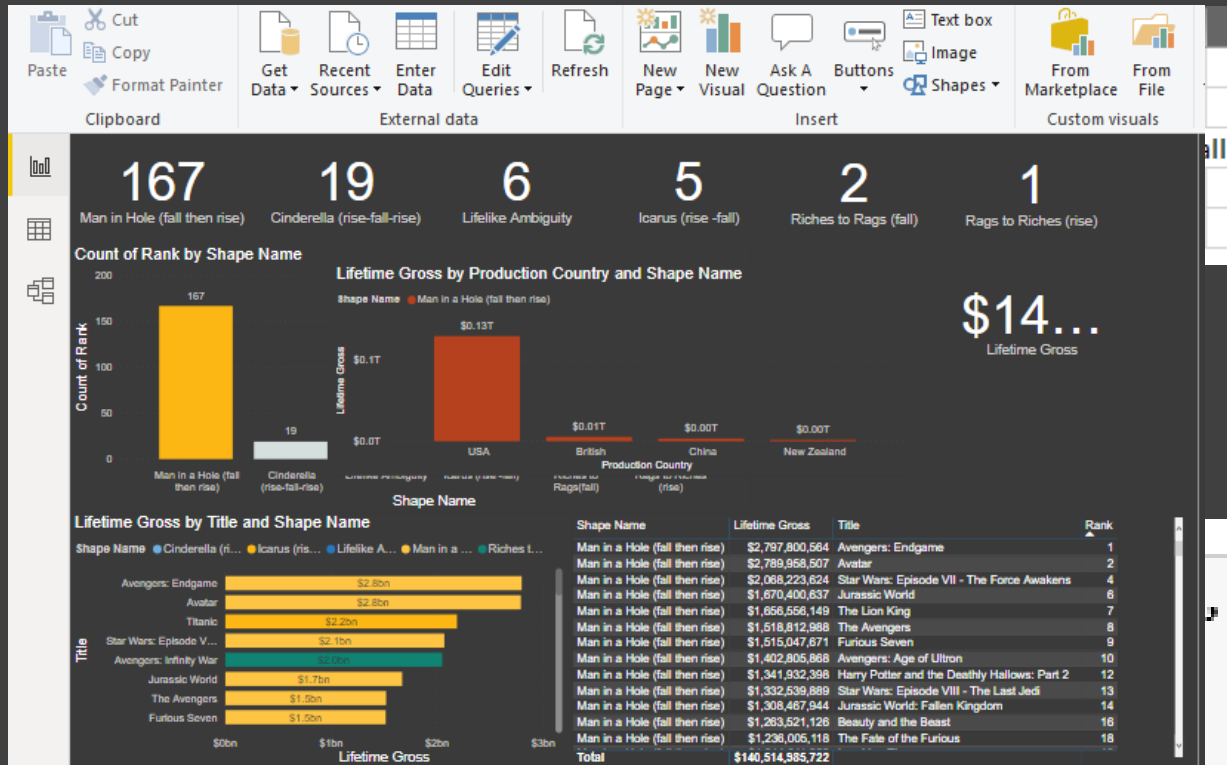 Cut
Copy
Format Painter
Paste
Clipboard
Get Data
Recent Sources
Enter Data
Edit Queries
Refresh
External data
New Page
New Visual
Ask A Question
Buttons
Text box
Image
Shapes
Insert
From Marketplace
From File
Custom visuals
167
Man in Hole (fall then rise)
19
Cinderella (rise-fall-rise)
6
Lifelike Ambiguity
5
Icarus (rise -fall)
2
Riches to Rags (fall)
1
Rags to Riches (rise)
Count of Rank by Shape Name
200
150
100
50
0
Count of Rank
167
19
Man in a Hole (fall then rise)
Cinderella (rise-fall-rise)
Rags(fall)
(rise)
Shape Name
Lifetime Gross by Production Country and Shape Name
Shape Name Man in a Hole (fall then rise)
Lifetime Gross
$0.1T
$0.0T
$0.13T
$0.01T
$0.00T
$0.00T
USA
British
China
New Zealand
Production Country
$14...
Lifetime Gross
Lifetime Gross by Title and Shape Name
Shape Name Cinderella (ri... Icarus (ris... Lifelike A... Man in a ... Riches t...
Title
Avengers: Endgame $2.8bn
Avatar $2.8bn
Titanic $2.2bn
Star Wars: Episode V... $2.1bn
Avengers: Infinity War $2.0bn
Jurassic World $1.7bn
The Avengers $1.5bn
Furious Seven $1.5bn
$0bn $1bn $2bn $3bn
Lifetime Gross
Shape Name Lifetime Gross Title Rank
Man in a Hole (fall then rise) $2,797,800,564 Avengers: Endgame 1
Man in a Hole (fall then rise) $2,789,958,507 Avatar 2
Man in a Hole (fall then rise) $2,068,223,624 Star Wars: Episode VII - The Force Awakens 4
Man in a Hole (fall then rise) $1,670,400,637 Jurassic World 6
Man in a Hole (fall then rise) $1,656,556,149 The Lion King 7
Man in a Hole (fall then rise) $1,518,812,988 The Avengers 8
Man in a Hole (fall then rise) $1,515,047,671 Furious Seven 9
Man in a Hole (fall then rise) $1,402,805,868 Avengers: Age of Ultron 10
Man in a Hole (fall then rise) $1,341,932,398 Harry Potter and the Deathly Hallows: Part 2 12
Man in a Hole (fall then rise) $1,332,539,889 Star Wars: Episode VIII - The Last Jedi 13
Man in a Hole (fall then rise) $1,308,467,944 Jurassic World: Fallen Kingdom 14
Man in a Hole (fall then rise) $1,263,521,126 Beauty and the Beast 16
Man in a Hole (fall then rise) $1,236,005,118 The Fate of the Furious 18
Total $140,514,985,722